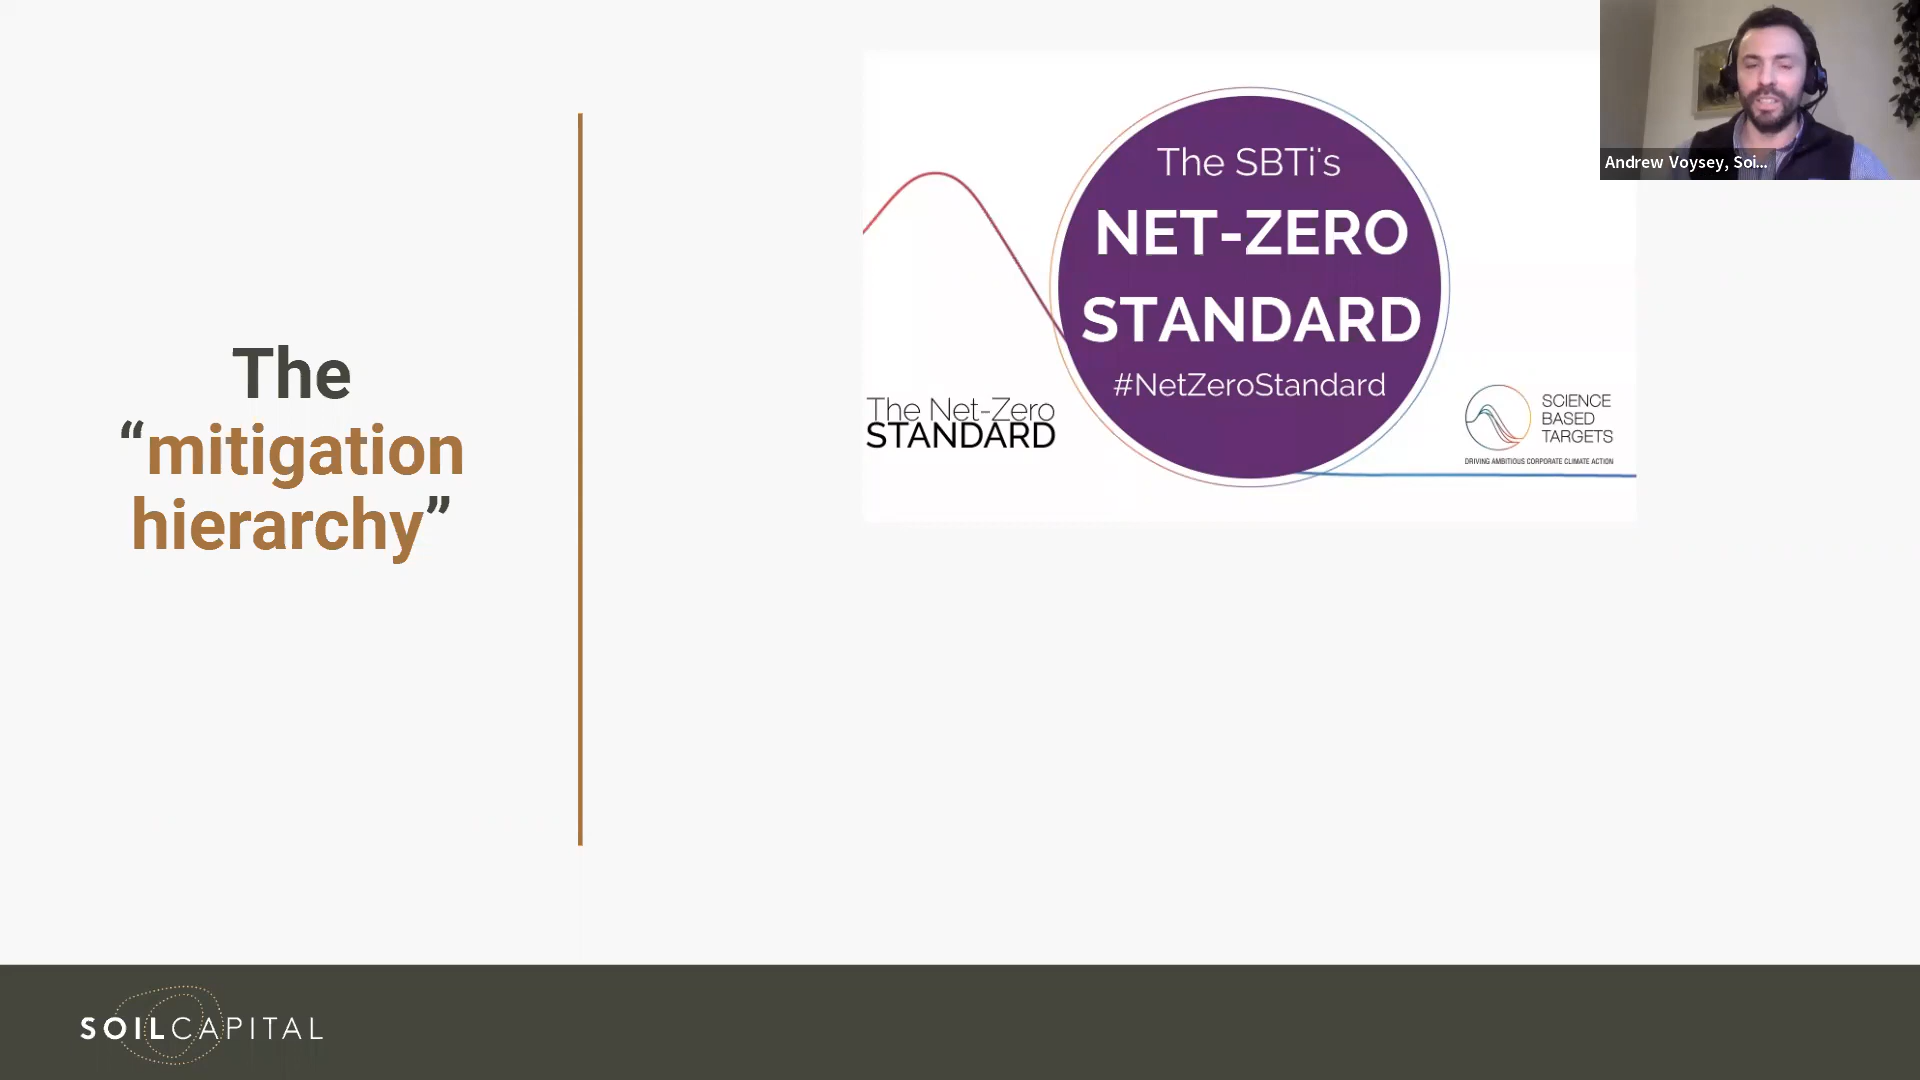 The
“mitigation
hierarchy”
The SBTi's
NET-ZERO
STANDARD
#NetZeroStandard
The Net-Zero
STANDARD
SCIENCE
BASED
TARGETS
DRIVING AMBITIOUS CORPORATE CLIMATE ACTION
Andrew Voysey, Soi...
SOILCAPITAL